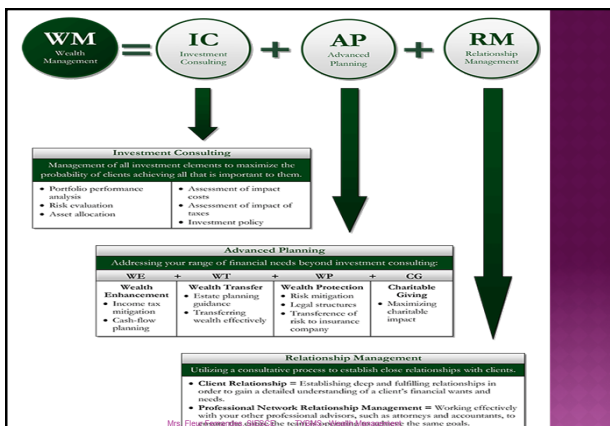 WM = IC + AP + RM
Wealth Management
Investment Consulting
Advanced Planning
Relationship Management
Investment Consulting
Management of all investment elements to maximize the
probability of clients achieving all that is important to them.
• Portfolio performance analysis
• Risk evaluation
• Asset allocation
• Assessment of impact costs
• Assessment of impact of taxes
• Investment policy
Advanced Planning
Addressing your range of financial needs beyond investment consulting:
WE + WT + WP + CG
Wealth Enhancement
• Income tax mitigation
• Cash-flow planning
Wealth Transfer
• Estate planning guidance
• Transferring wealth effectively
Wealth Protection
• Risk mitigation
• Legal structures
• Transference of risk to insurance company
Charitable Giving
• Maximizing charitable impact
Relationship Management
Utilizing a consultative process to establish close relationships with clients.
• Client Relationship = Establishing deep and fulfilling relationships in
order to gain a detailed understanding of a client's financial wants and
needs.
• Professional Network Relationship Management = Working effectively
with your other professional advisors, such as attorneys and accountants, to
the same goals.
Mrs